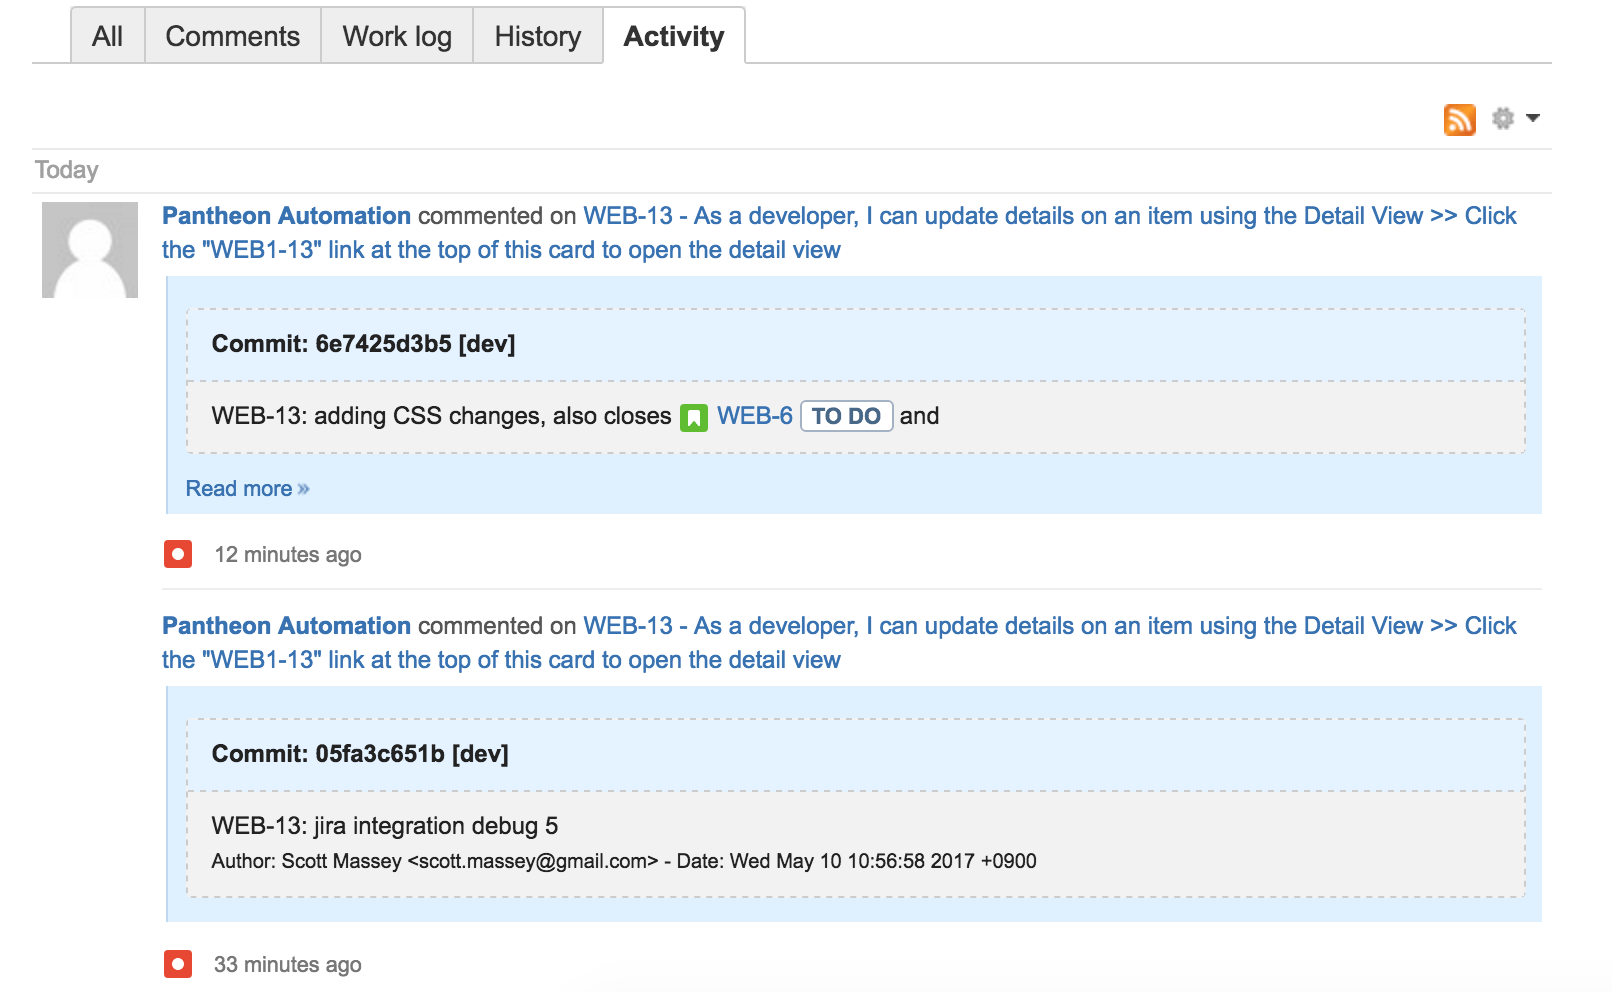 All Comments Work log History Activity
Today
Pantheon Automation commented on WEB-13 - As a developer, I can update details on an item using the Detail View >> Click
the "WEB1-13" link at the top of this card to open the detail view
Commit: 6e7425d3b5 [dev]
WEB-13: adding CSS changes, also closes WEB-6 TO DO and
Read more »
12 minutes ago
Pantheon Automation commented on WEB-13 - As a developer, I can update details on an item using the Detail View >> Click
the "WEB1-13" link at the top of this card to open the detail view
Commit: 05fa3c651b [dev]
WEB-13: jira integration debug 5
Author: Scott Massey <scott.massey@gmail.com> - Date: Wed May 10 10:56:58 2017 +0900
33 minutes ago